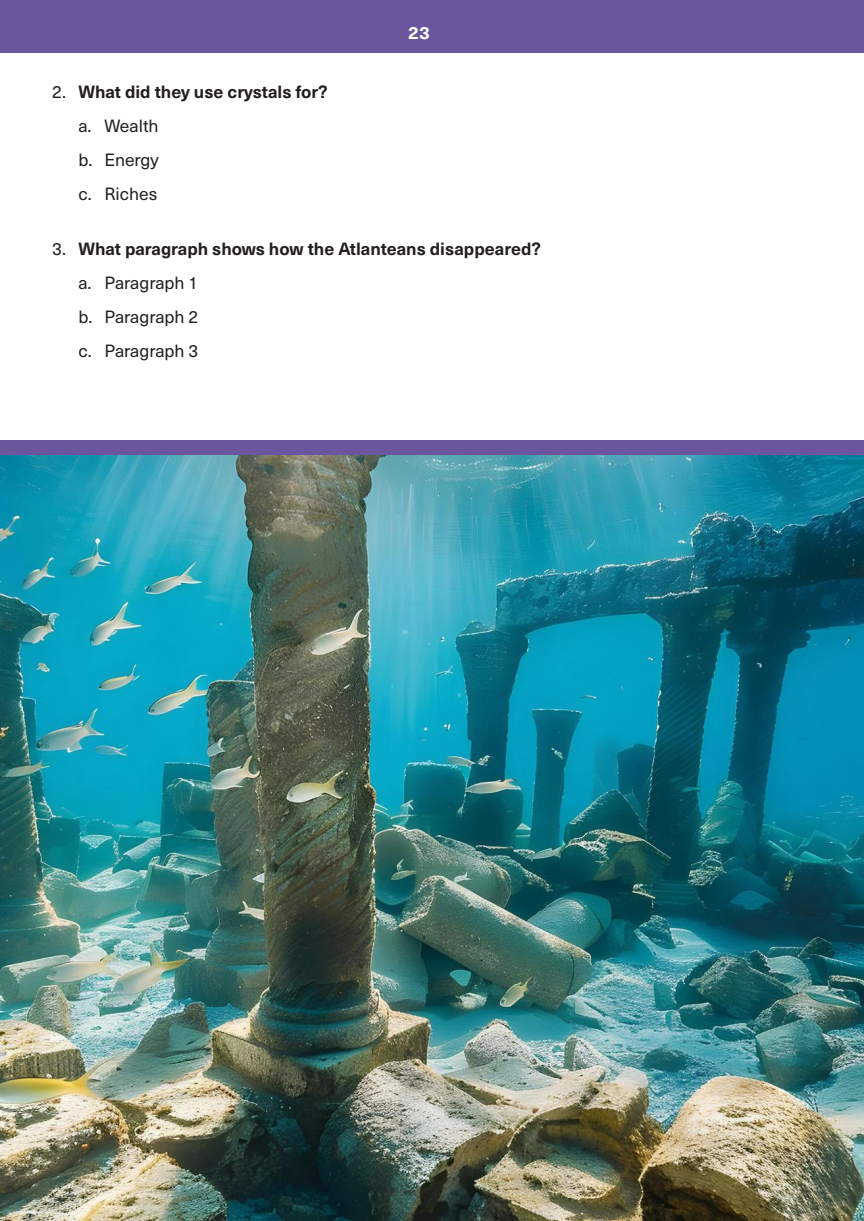 23
2. What did they use crystals for?
a. Wealth
b. Energy
c. Riches
3. What paragraph shows how the Atlanteans disappeared?
a. Paragraph 1
b. Paragraph 2
c. Paragraph 3